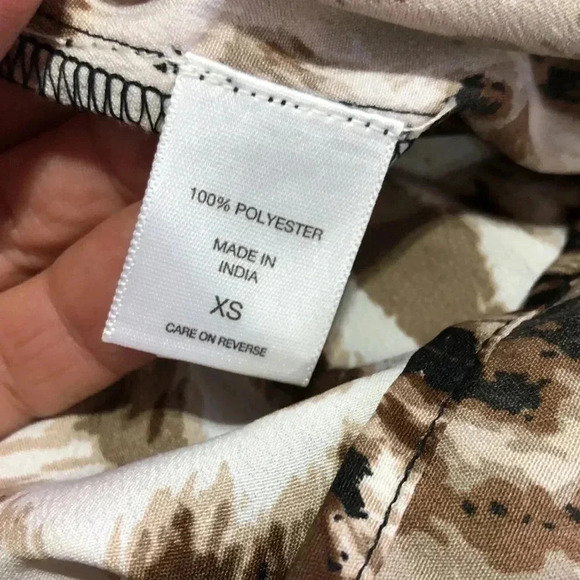 100% POLYESTER
MADE IN
INDIA
XS
CARE ON REVERSE